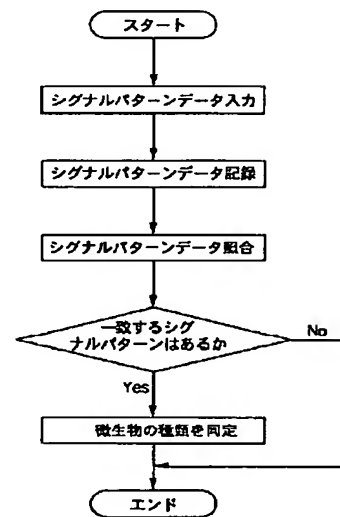 スタート
シグナルパターンデータ入力
シグナルパターンデータ記録
シグナルパターンデータ照合
一致するシグ
ナルパターンはあるか
No
Yes
微生物の種類を同定
エンド